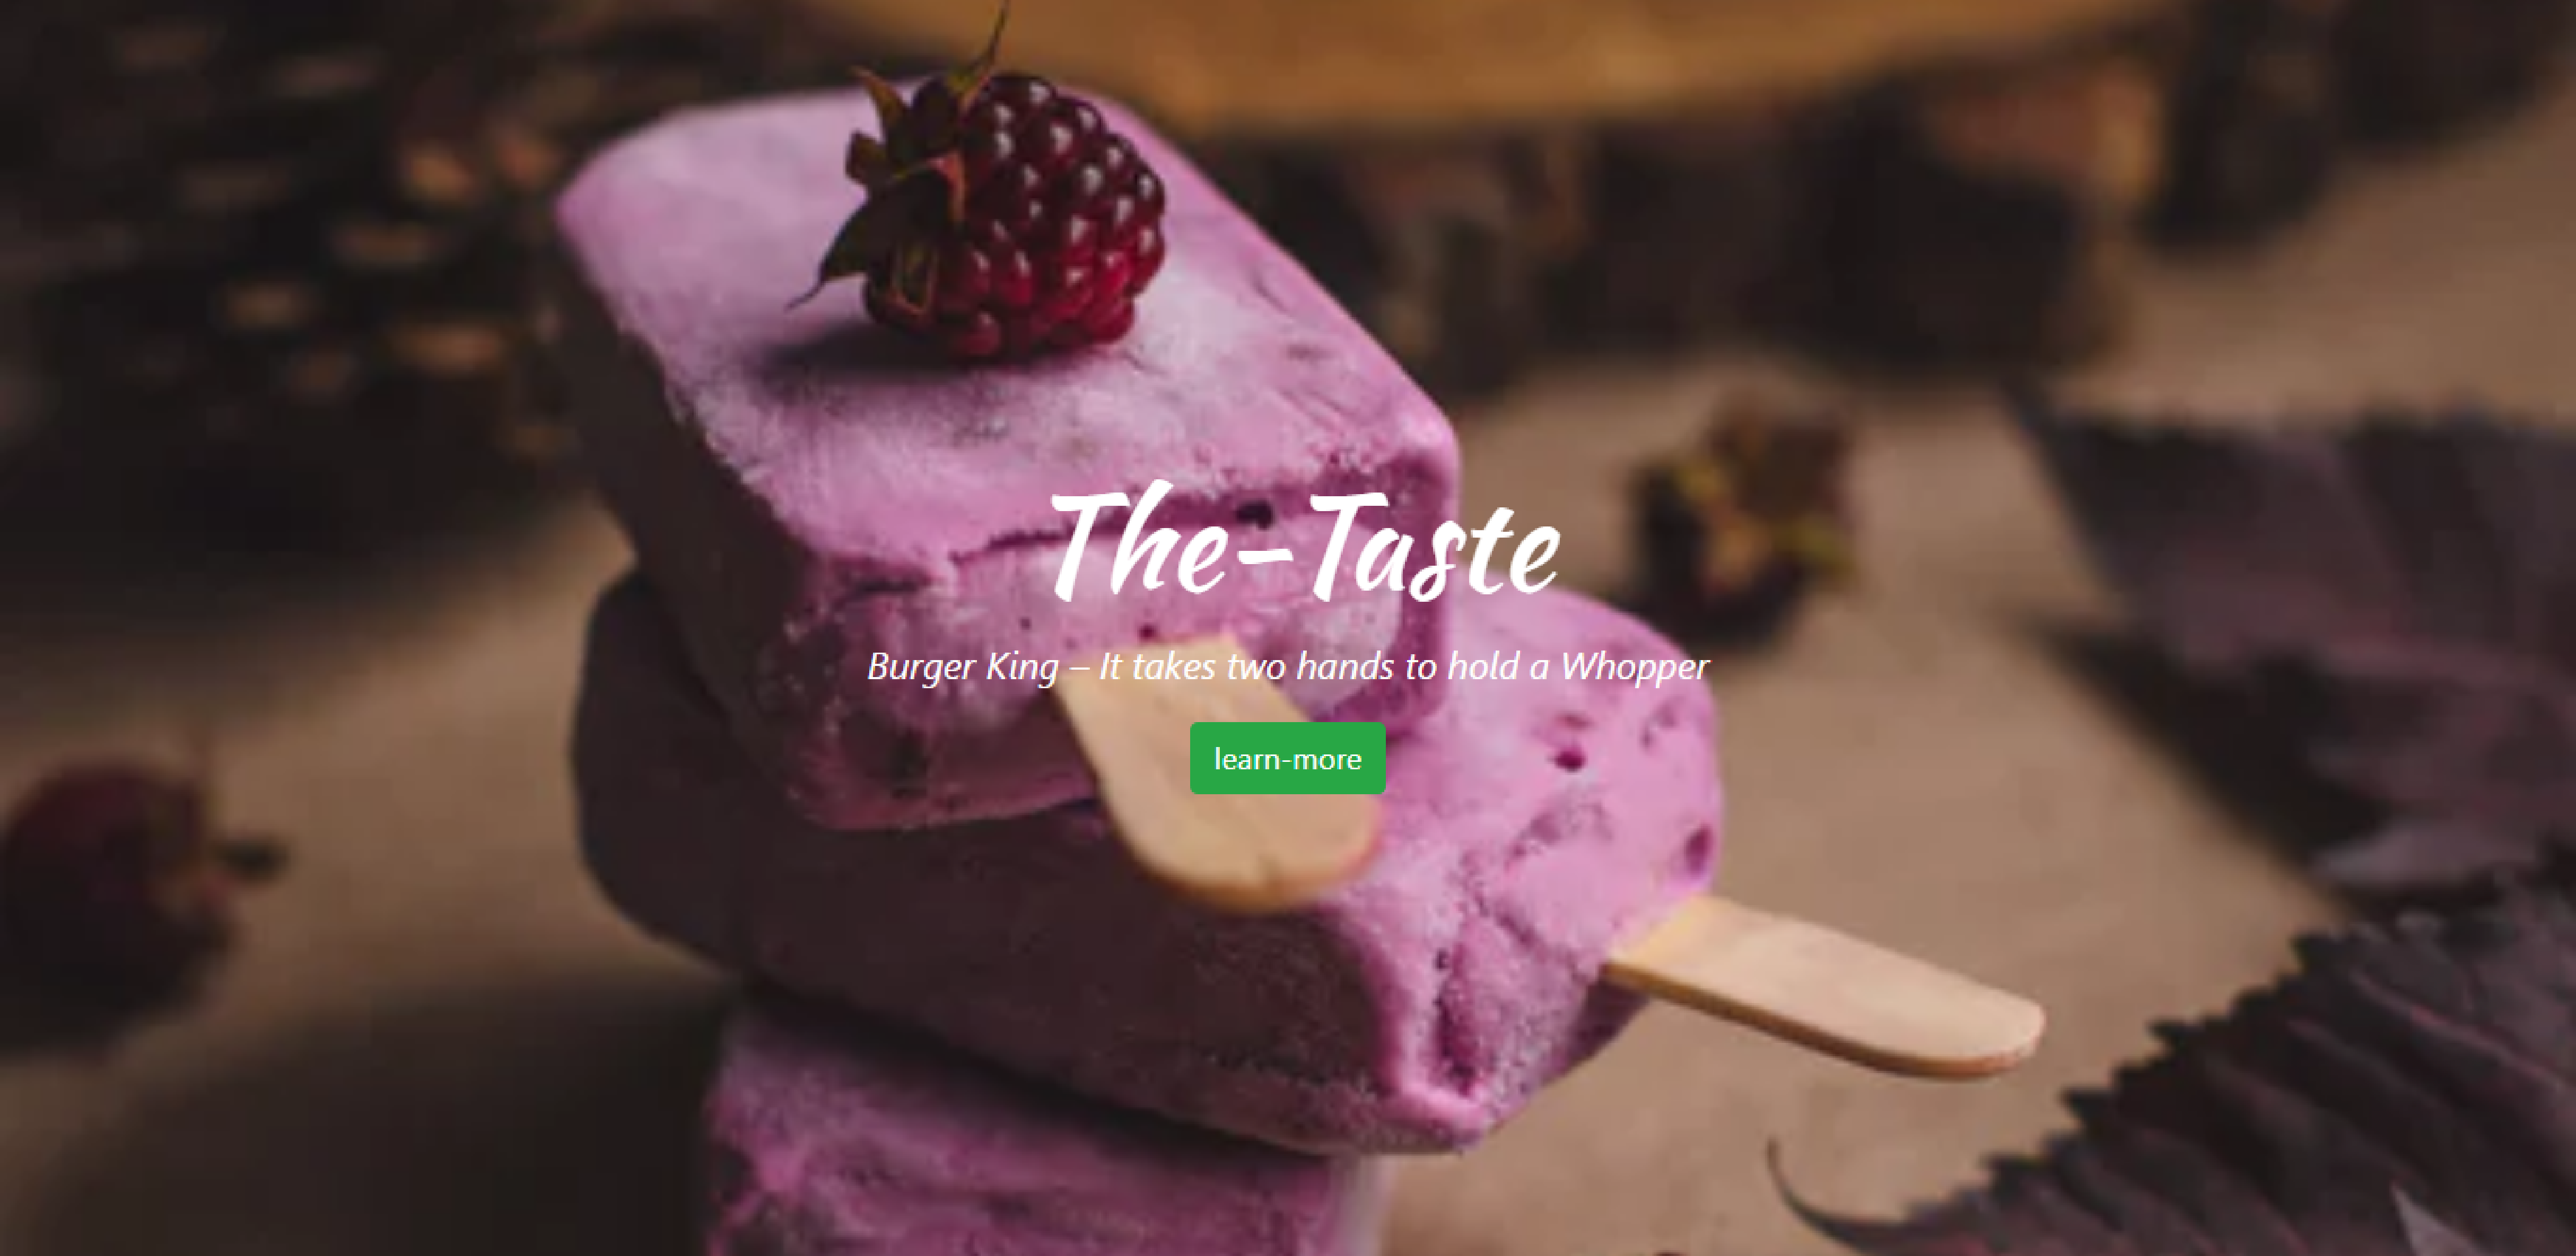 The-Taste
Burger King – It takes two hands to hold a Whopper
learn-more